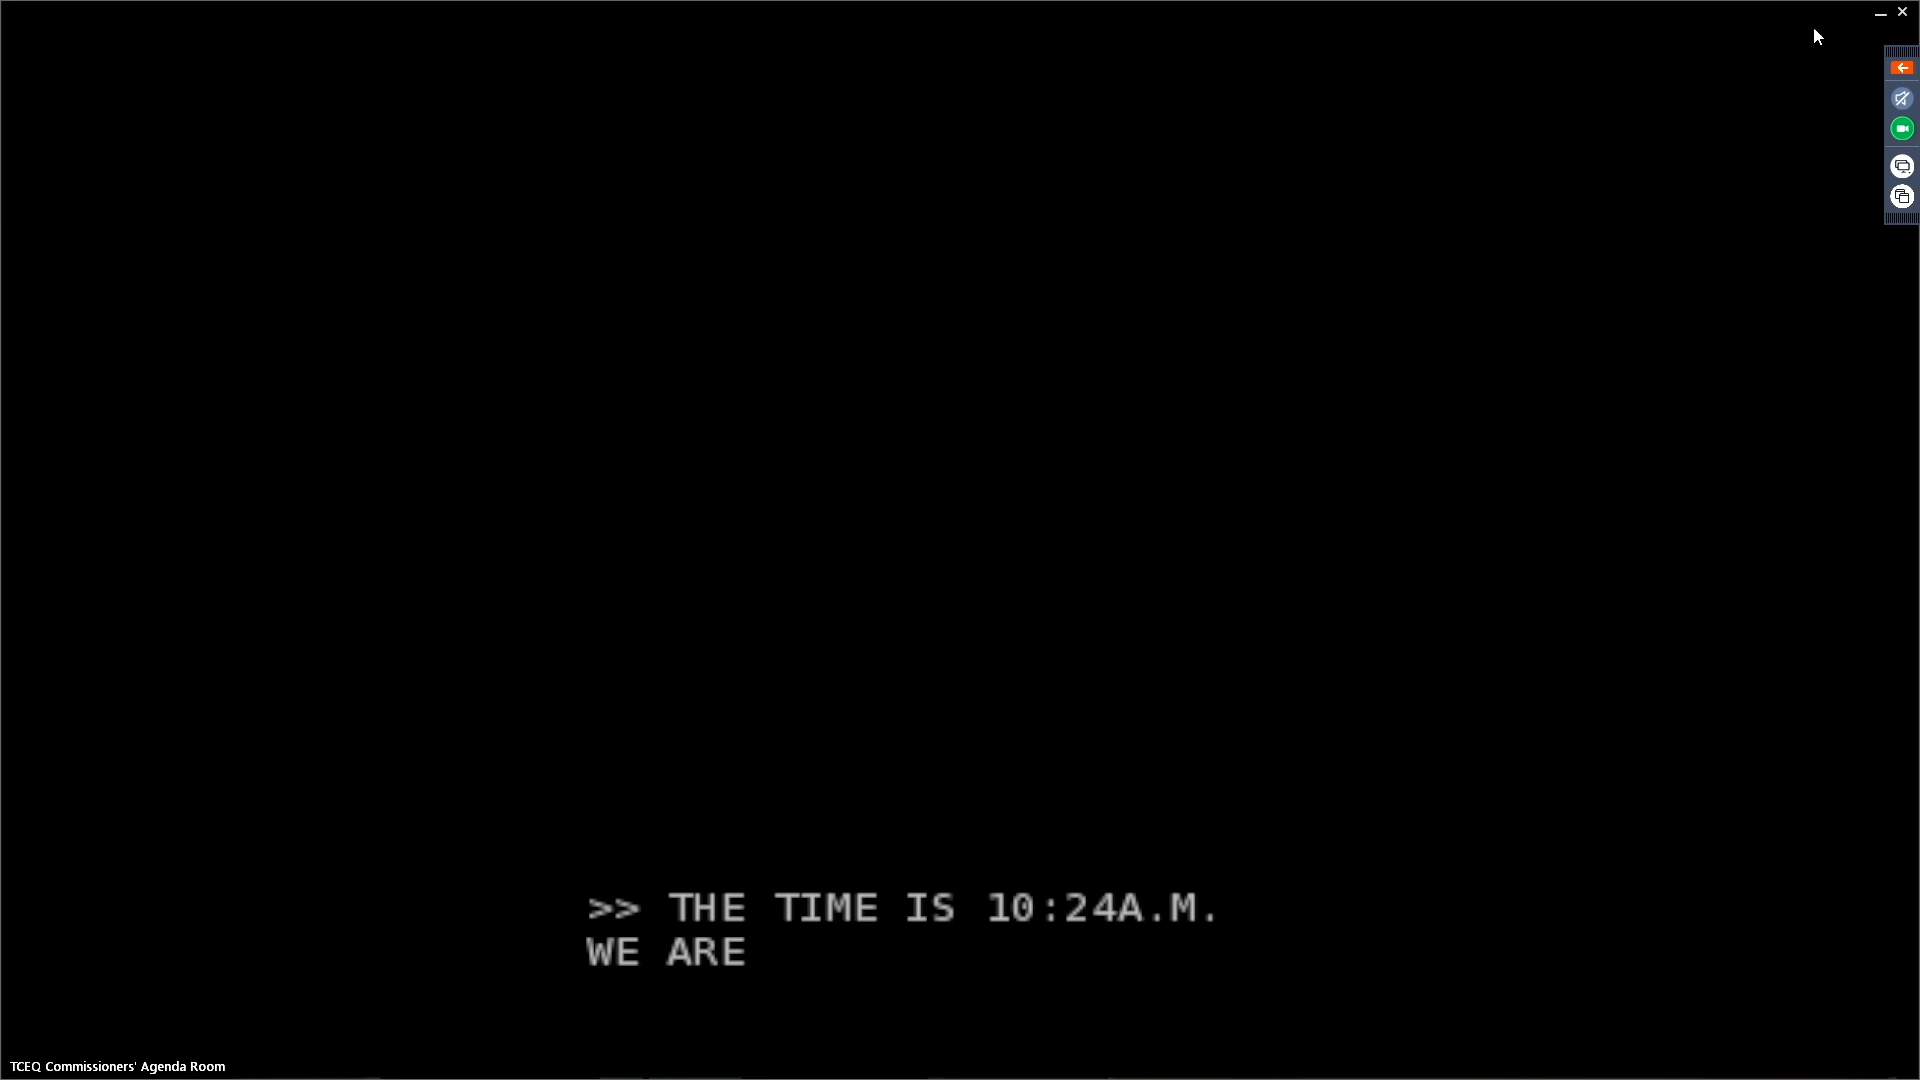 >> THE TIME IS 10:24A.M.
WE ARE
TCEQ Commissioners' Agenda Room